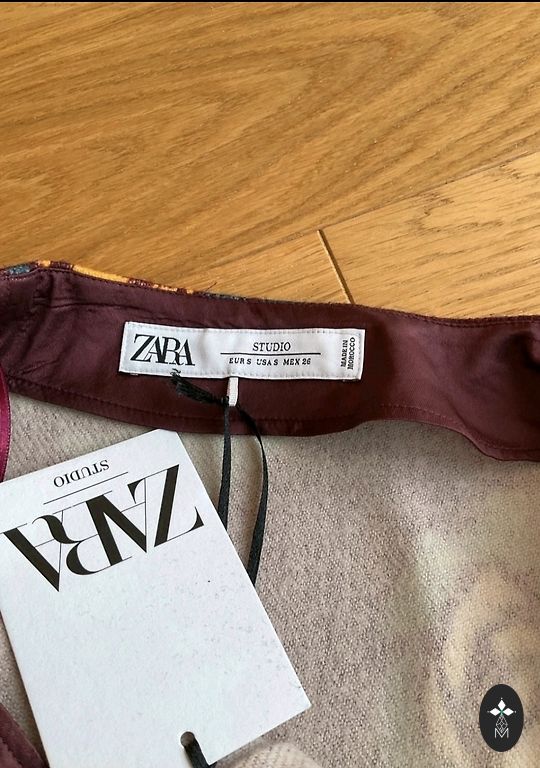 ZARA
STUDIO
EUR S USA S MEX 26
MADE IN
MOROCCO
STUDIO
ZARA
M